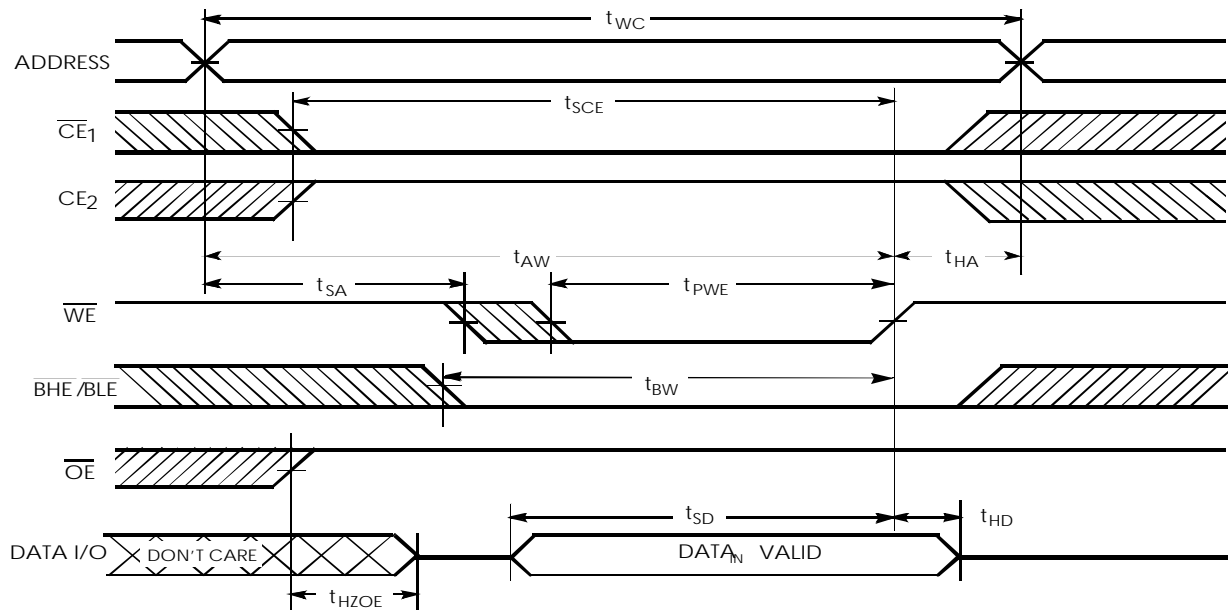 tWC
ADDRESS
tSCE
CE1
CE2
tAW
tHA
tSA
tPWE
WE
BHE/BLE
tBW
OE
tSD
tHD
DATA I/O
DON'T CARE
DATAIN VALID
tHZOE